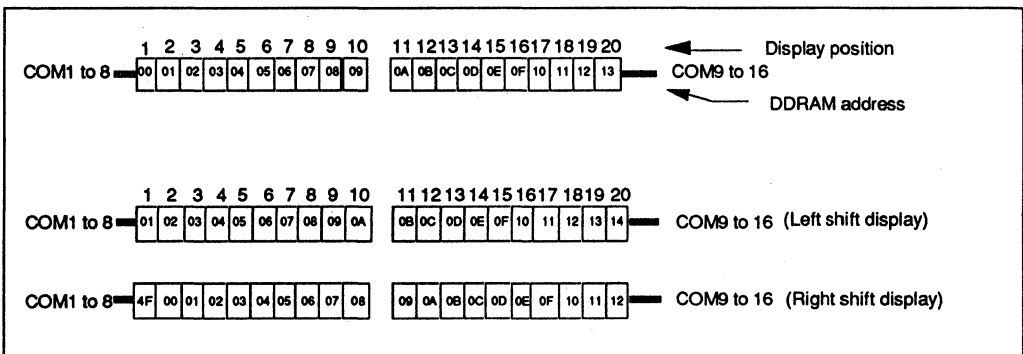 1 2 3 4 5 6 7 8 9 10 11 12 13 14 15 16 17 18 19 20 Display position
COM1 to 8 00 01 02 03 04 05 06 07 08 09 0A 0B 0C 0D 0E 0F 10 11 12 13 COM9 to 16
DDRAM address
1 2 3 4 5 6 7 8 9 10 11 12 13 14 15 16 17 18 19 20
COM1 to 8 01 02 03 04 05 06 07 08 09 0A 0B 0C 0D 0E 0F 10 11 12 13 14 COM9 to 16 (Left shift display)
COM1 to 8 4F 00 01 02 03 04 05 06 07 08 09 0A 0B 0C 0D 0E 0F 10 11 12 COM9 to 16 (Right shift display)